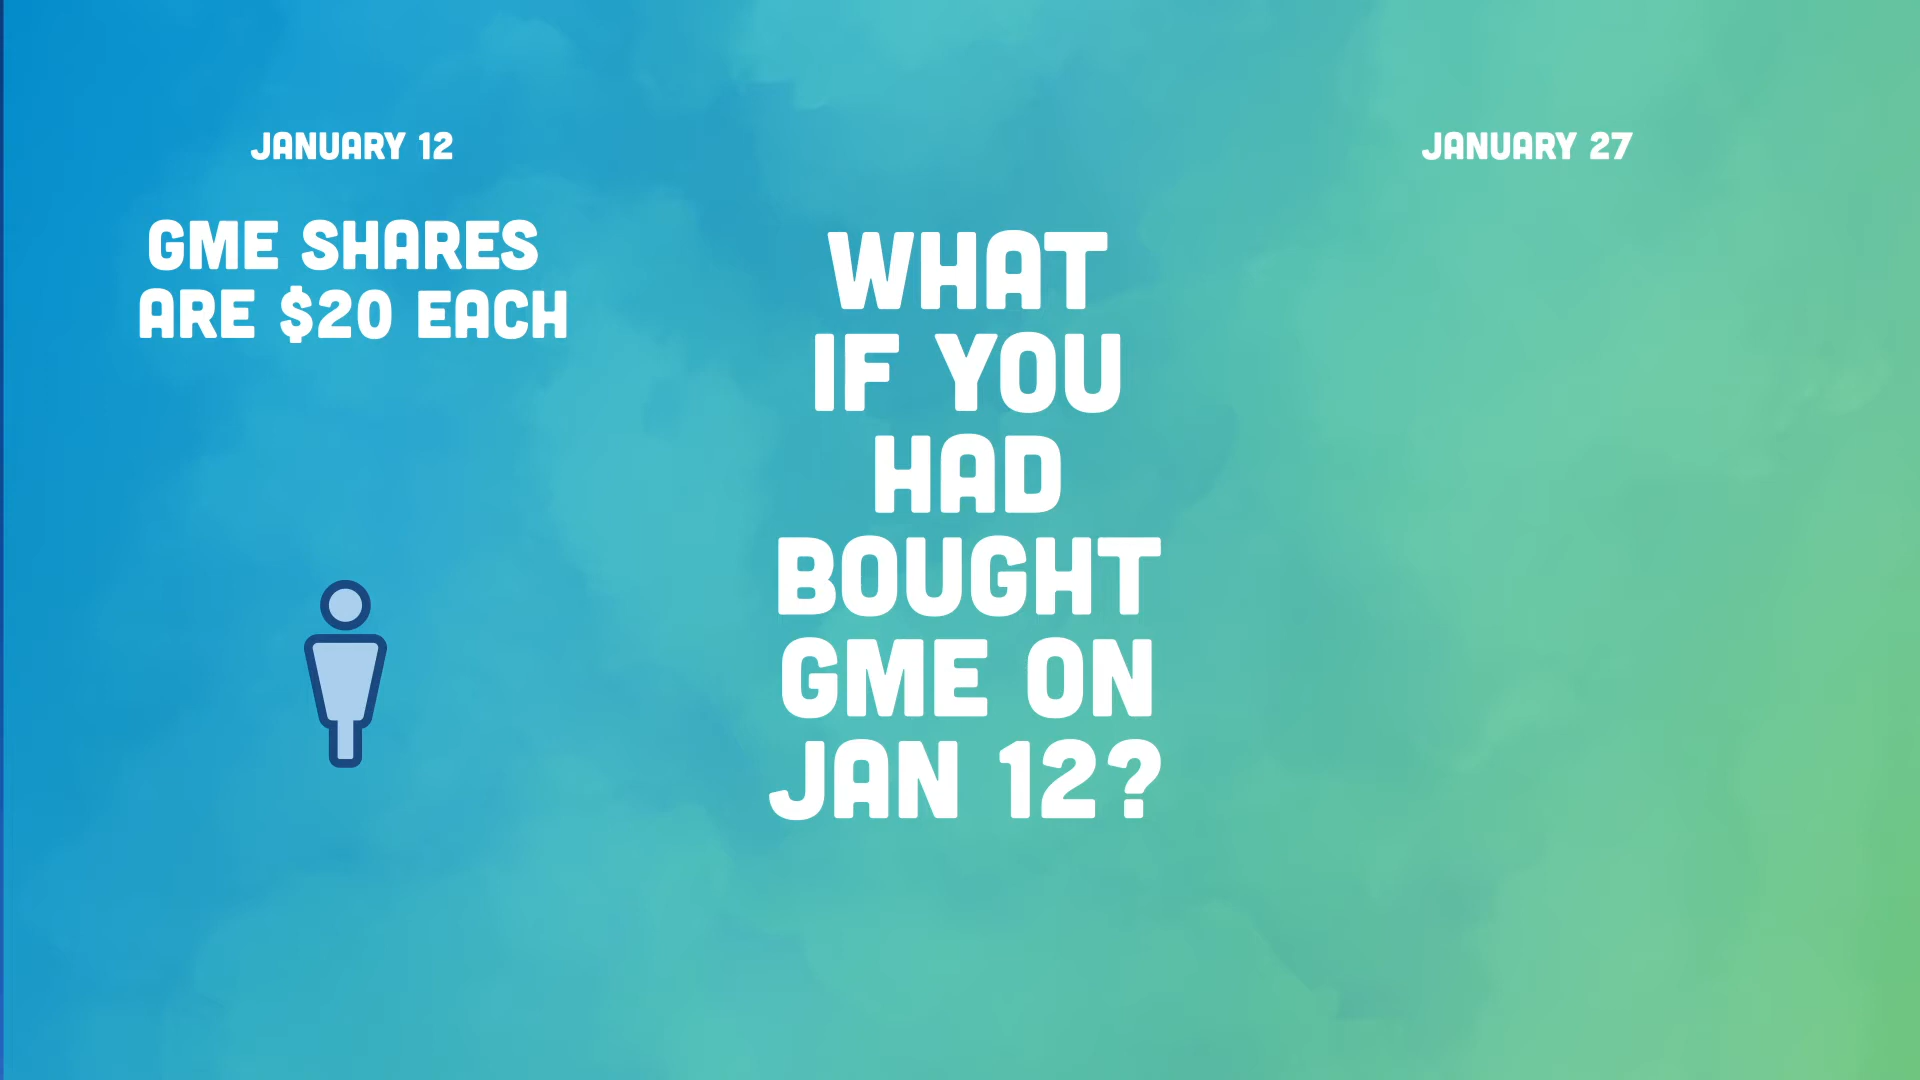 JANUARY 12
GME SHARES
ARE $20 EACH
WHAT
IF YOU
HAD
BOUGHT
GME ON
JAN 12?
JANUARY 27